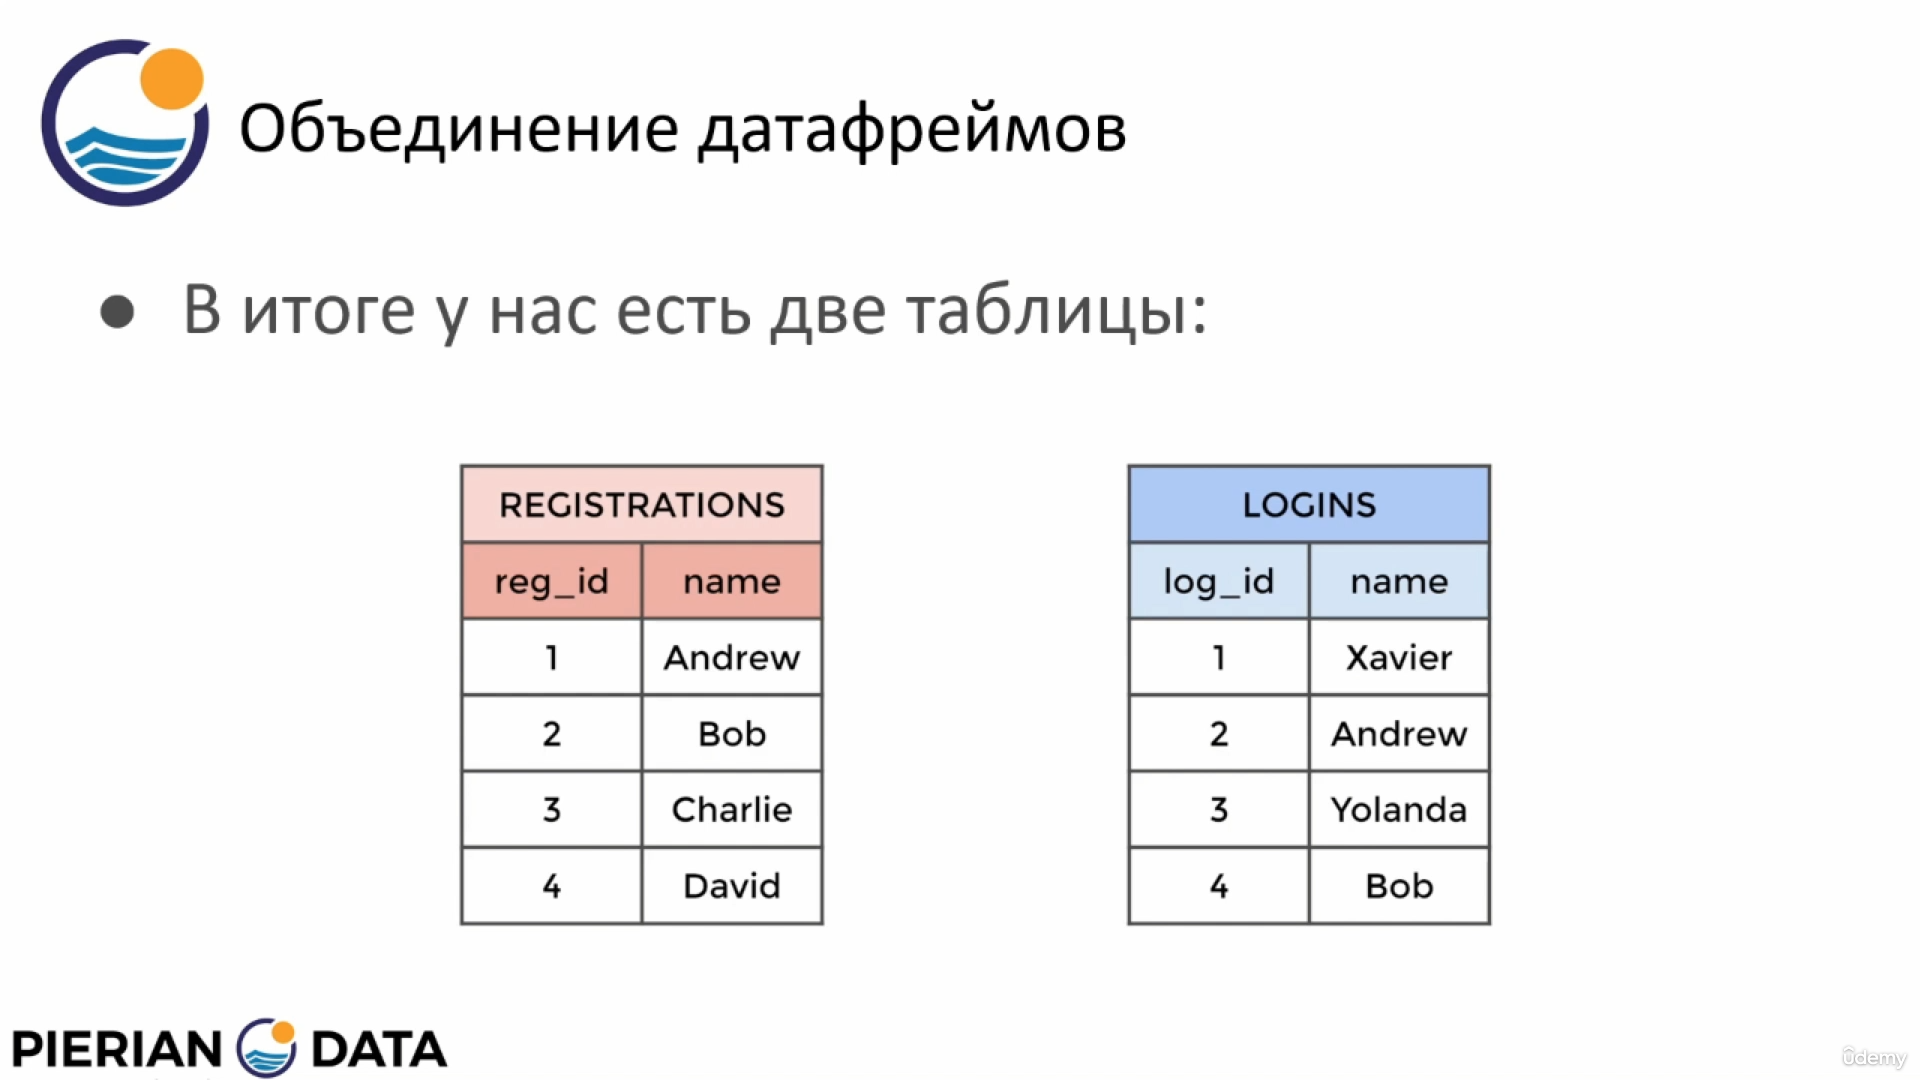 Объединение датафреймов
● В итоге у нас есть две таблицы:
REGISTRATIONS
reg_id name
1 Andrew
2 Bob
3 Charlie
4 David
LOGINS
log_id name
1 Xavier
2 Andrew
3 Yolanda
4 Bob
PIERIAN DATA
ûdemy